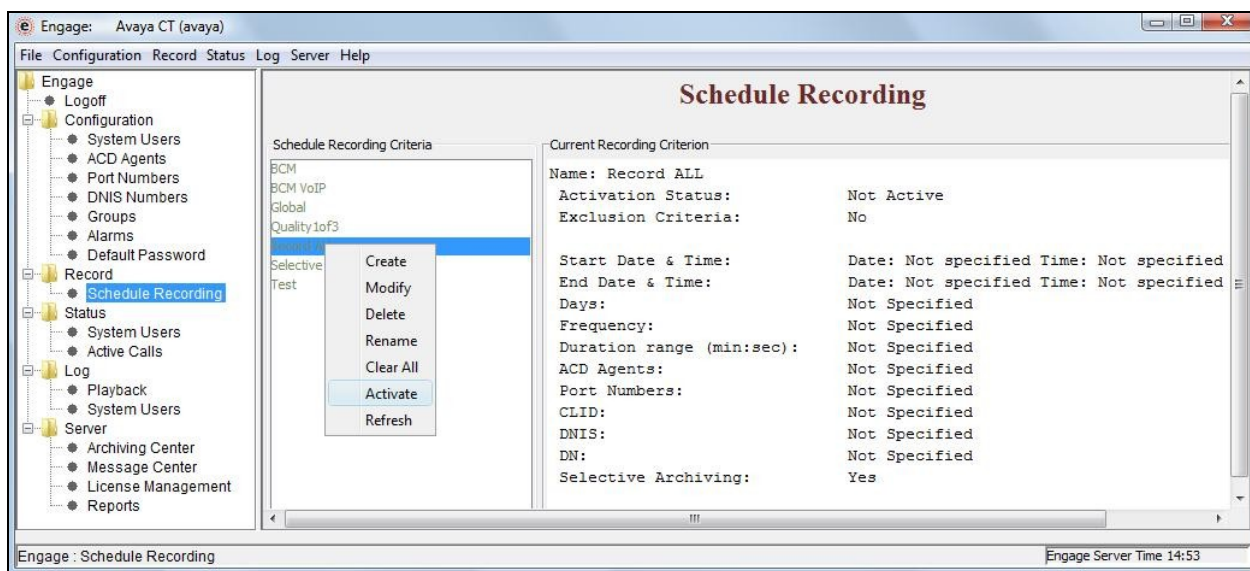 Engage: Avaya CT (avaya)
File Configuration Record Status Log Server Help
Engage
Logoff
Configuration
System Users
ACD Agents
Port Numbers
DNIS Numbers
Groups
Alarms
Default Password
Record
Schedule Recording
Status
System Users
Active Calls
Log
Playback
System Users
Server
Archiving Center
Message Center
License Management
Reports
Schedule Recording
Schedule Recording Criteria
BCM
BCM VoIP
Global
Quality1of3
Selective
Test
Create
Modify
Delete
Rename
Clear All
Activate
Refresh
Current Recording Criterion
Name: Record ALL
Activation Status: Not Active
Exclusion Criteria: No
Start Date & Time: Date: Not specified Time: Not specified
End Date & Time: Date: Not specified Time: Not specified
Days: Not Specified
Frequency: Not Specified
Duration range (min:sec): Not Specified
ACD Agents: Not Specified
Port Numbers: Not Specified
CLID: Not Specified
DNIS: Not Specified
DN: Not Specified
Selective Archiving: Yes
Engage : Schedule Recording
Engage Server Time 14:53